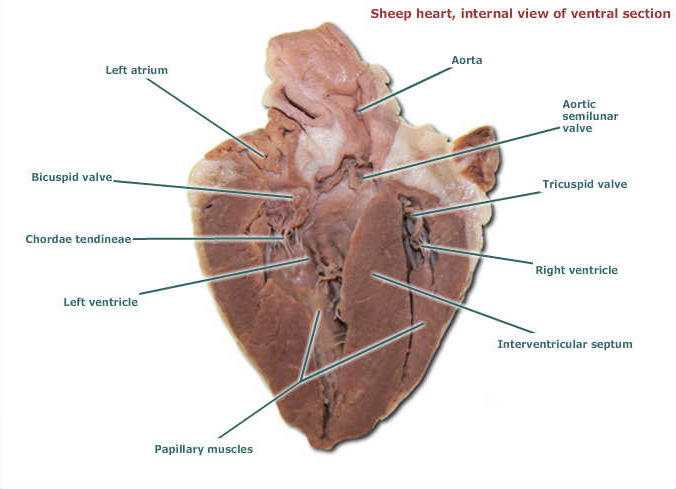 Sheep heart, internal view of ventral section
Left atrium
Aorta
Aortic
semilunar
valve
Bicuspid valve
Tricuspid valve
Chordae tendineae
Right ventricle
Left ventricle
Interventricular septum
Papillary muscles